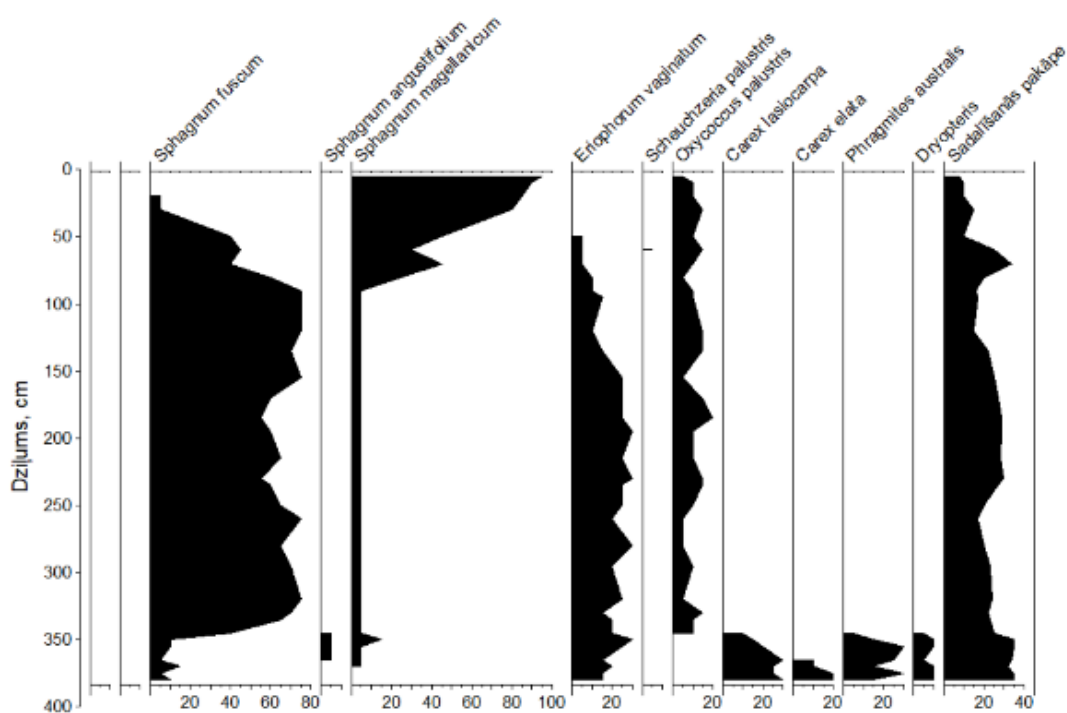 Sphagnum fuscum
Sphagnum angustifolium
Sphagnum magellanicum
Eriophorum vaginatum
Scheuchzeria palustris
Oxycoccus palustris
Carex lasiocarpa
Carex elata
Phragmites australis
Dryopteris
Sadalīšanās pakāpe
Dziļums, cm
0
50
100
150
200
250
300
350
400
20 40 60 80 20 40 60 80 100 20 20 20 20 20 20 40